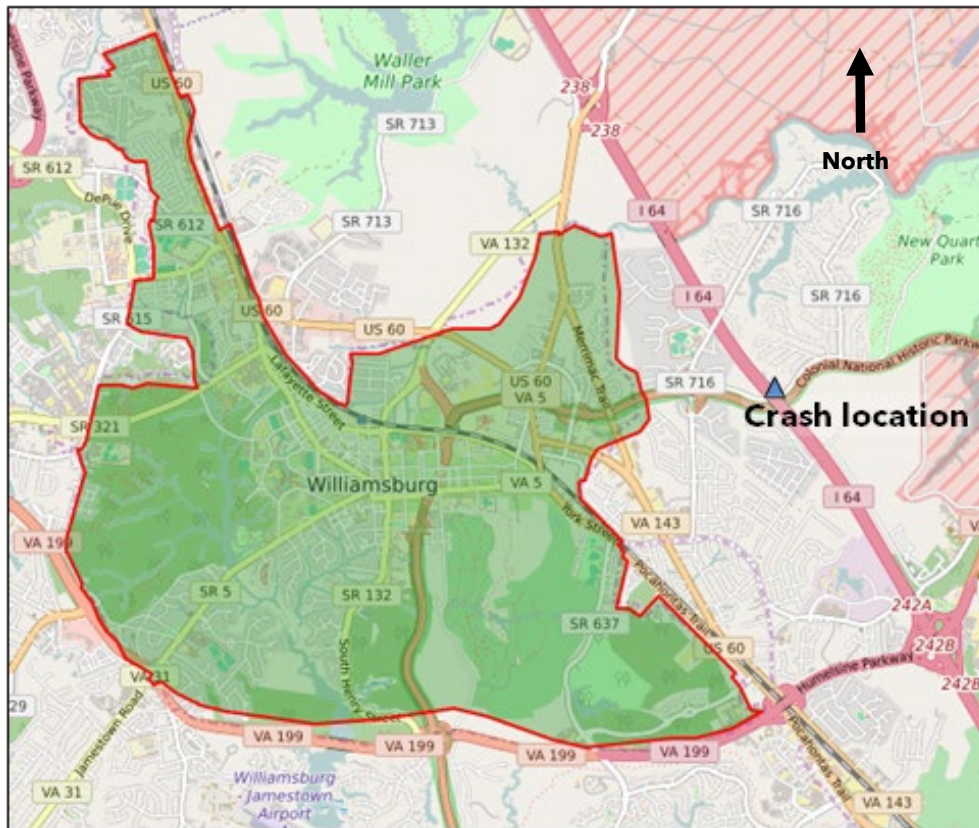 Humelsine Parkway
US 60
Waller
Mill Park
238
238
North
SR 713
SR 612
DePue Drive
SR 612
SR 713
I 64
SR 716
VA 132
New Quart
Park
I 64
SR 716
SR 615
US 60
US 60
Merrimac Trail
Colonial National Historic Parkw
Lafayette Street
US 60
VA 5
SR 716
Crash location
SR 321
Williamsburg
VA 5
I 64
York Street
VA 143
VA 199
SR 5
SR 132
Pocahontas Trail
242A
SR 637
US 60
242B
242B
Humelsine Parkway
VA 31
South Henry Street
29
VA 199
VA 199
VA 199
VA 199
Jamestown Road
Pocahontas Trail
Williamsburg
- Jamestown
Airport
VA 31
VA 143